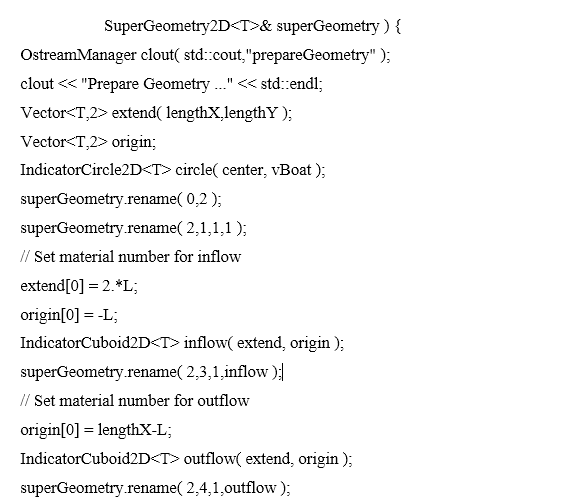 SuperGeometry2D<T>& superGeometry ) {
OstreamManager clout( std::cout,"prepareGeometry" );
clout << "Prepare Geometry ..." << std::endl;
Vector<T,2> extend( lengthX,lengthY );
Vector<T,2> origin;
IndicatorCircle2D<T> circle( center, vBoat );
superGeometry.rename( 0,2 );
superGeometry.rename( 2,1,1,1 );
// Set material number for inflow
extend[0] = 2.*L;
origin[0] = -L;
IndicatorCuboid2D<T> inflow( extend, origin );
superGeometry.rename( 2,3,1,inflow );
// Set material number for outflow
origin[0] = lengthX-L;
IndicatorCuboid2D<T> outflow( extend, origin );
superGeometry.rename( 2,4,1,outflow );